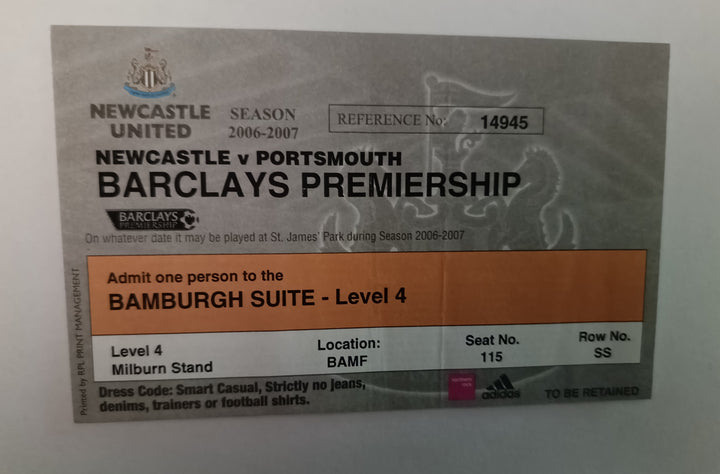 NEWCASTLE
UNITED
SEASON
2006-2007
REFERENCE No: 14945
NEWCASTLE v PORTSMOUTH
BARCLAYS PREMIERSHIP
BARCLAYS
PREMIERSHIP
On whatever date it may be played at St. James' Park during Season 2006-2007
Admit one person to the
BAMBURGH SUITE - Level 4
Level 4
Milburn Stand
Location:
BAMF
Seat No.
115
Row No.
SS
Dress Code: Smart Casual, Strictly no jeans,
denims, trainers or football shirts.
northern
rock
adidas
TO BE RETAINED
Printed by RPL PRINT MANAGEMENT